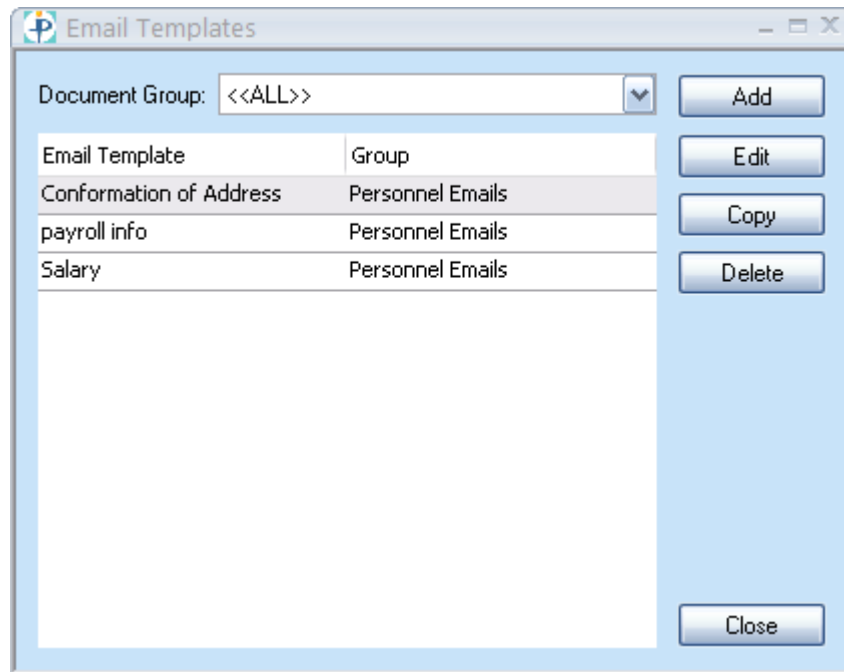 Email Templates
Document Group: <<ALL>> Add
Email Template Group Edit
Conformation of Address Personnel Emails
Copy
payroll info Personnel Emails
Salary Personnel Emails Delete
Close